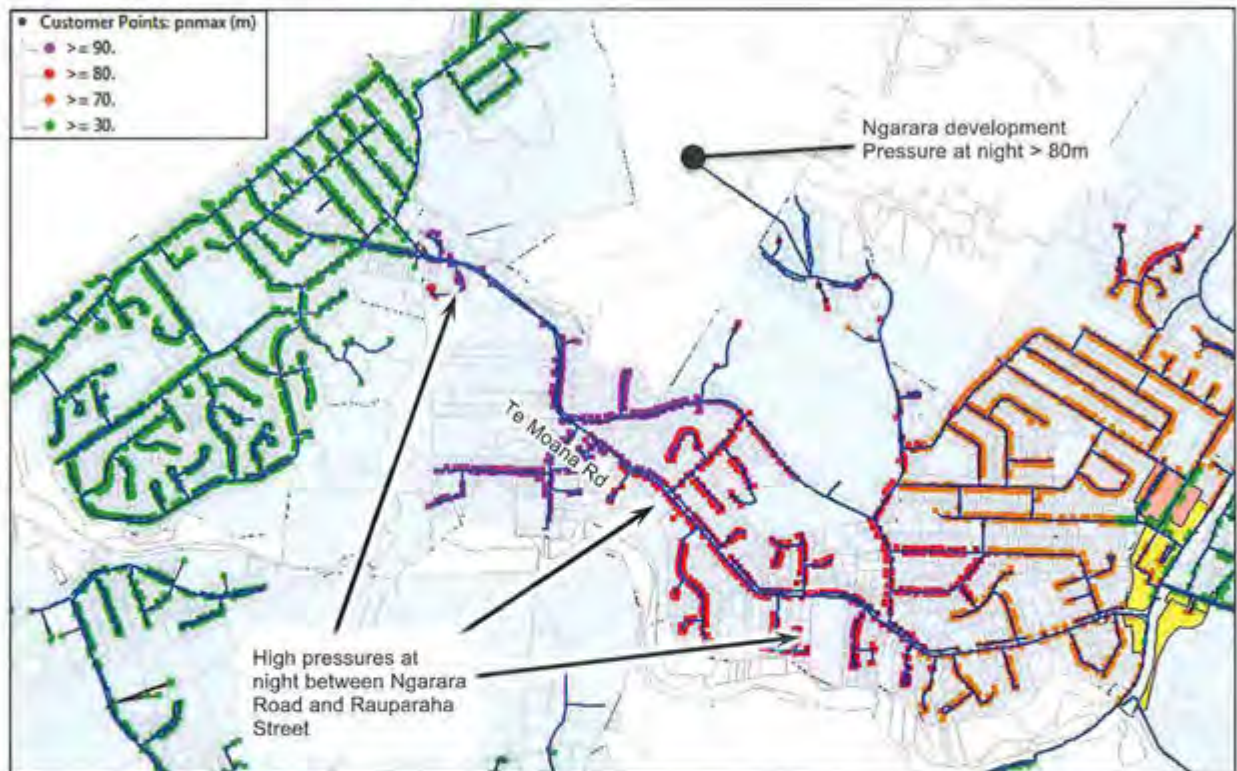 Customer Points: pnmax (m)
>= 90.
>= 80.
>= 70.
>= 30.
Ngarara development
Pressure at night > 80m
Te Moana Rd
High pressures at
night between Ngarara
Road and Rauparaha
Street